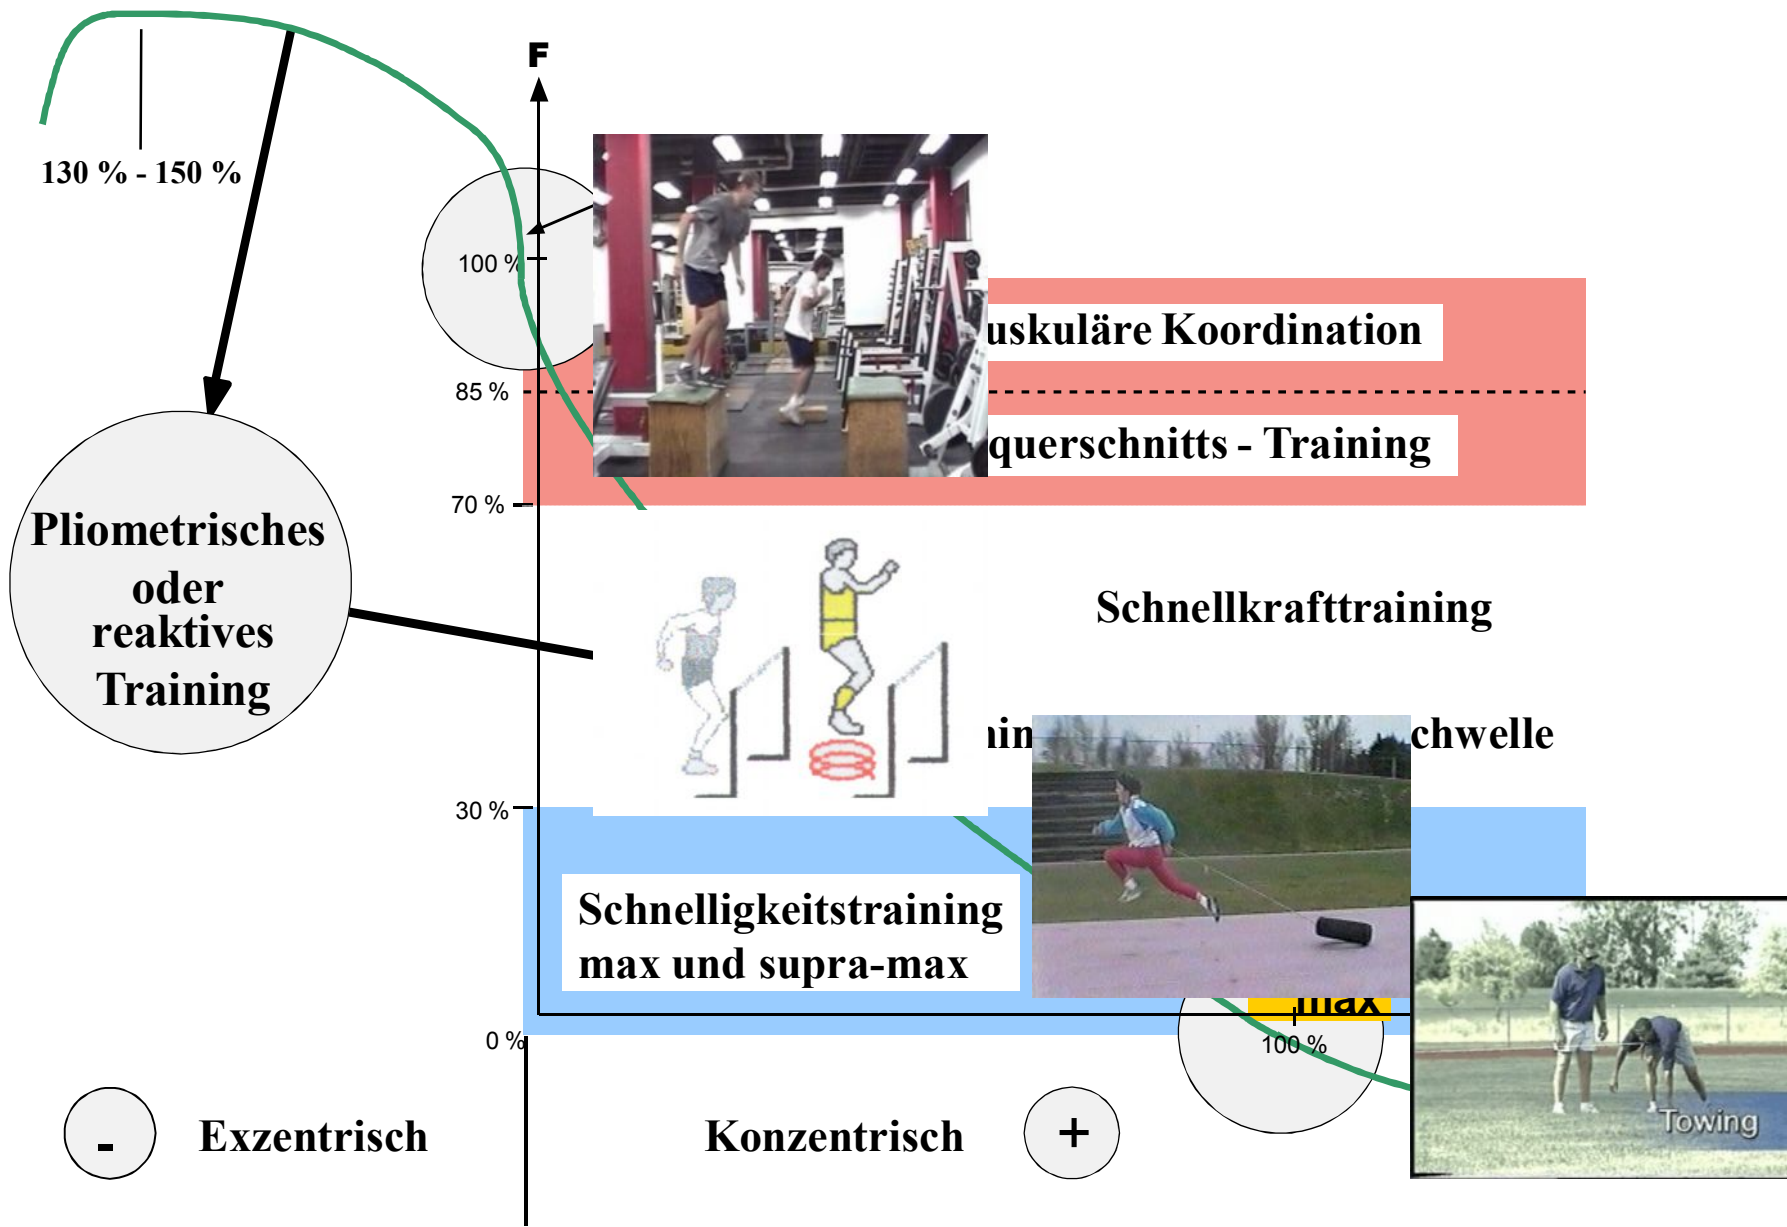 F
130 % - 150 %
100 %
uskuläre Koordination
85 %
querschnitts - Training
70 %
Pliometrisches
oder
reaktives
Training
Schnellkrafttraining
chwelle
30 %
Schnelligkeitstraining
max und supra-max
max
0 %
100 %
- Exzentrisch
Konzentrisch +
Towing